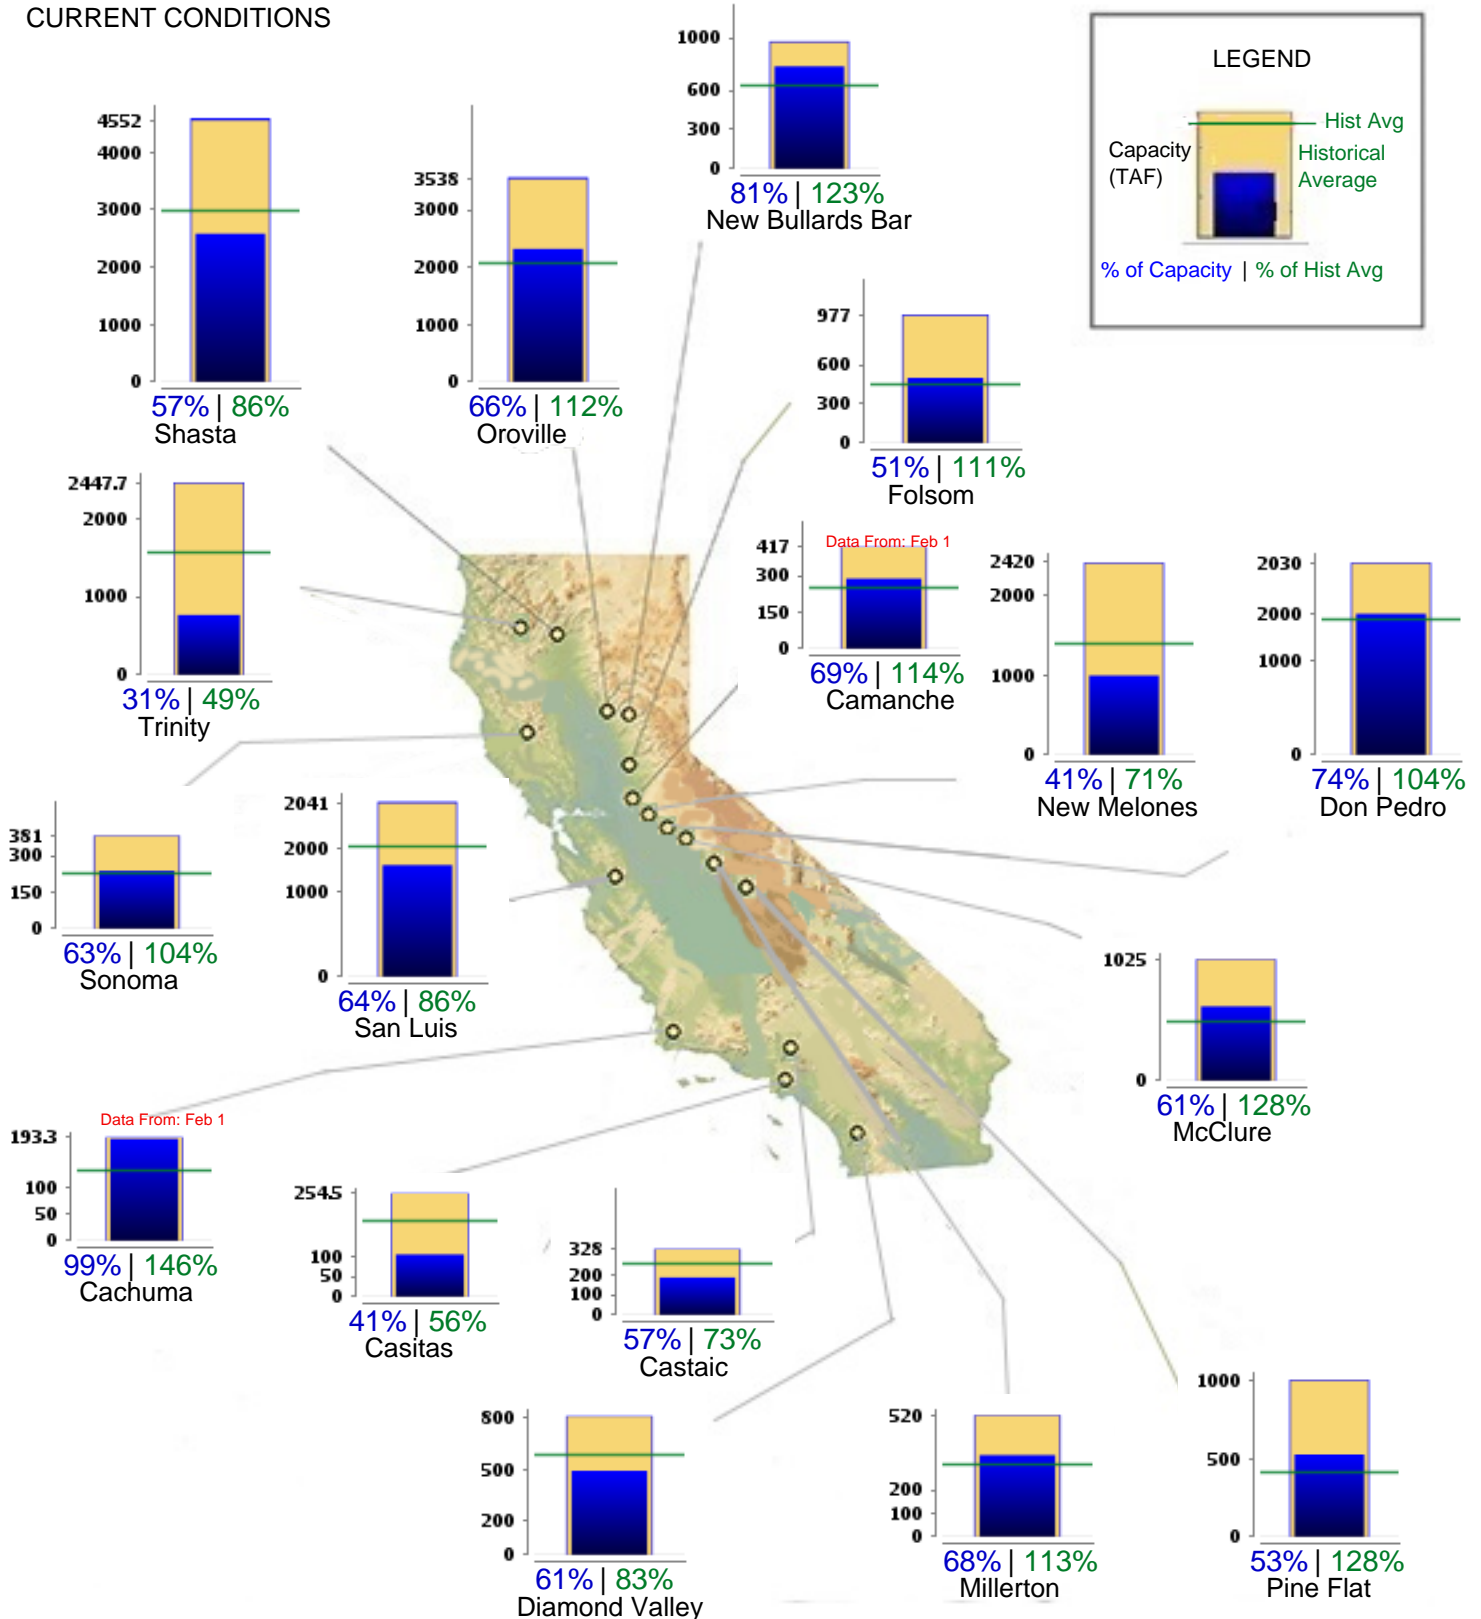 CURRENT CONDITIONS
1000
600
300
0
81% | 123%
New Bullards Bar
LEGEND
Hist Avg
Capacity
(TAF)
Historical
Average
% of Capacity | % of Hist Avg
4552
4000
3000
2000
1000
0
57% | 86%
Shasta
3538
3000
2000
1000
0
66% | 112%
Oroville
977
600
300
0
51% | 111%
Folsom
2447.7
2000
1000
0
31% | 49%
Trinity
Data From: Feb 1
417
300
150
0
69% | 114%
Camanche
2420
2000
1000
0
41% | 71%
New Melones
2030
2000
1000
0
74% | 104%
Don Pedro
381
300
150
0
63% | 104%
Sonoma
2041
2000
1000
0
64% | 86%
San Luis
1025
0
61% | 128%
McClure
Data From: Feb 1
193.3
100
50
0
99% | 146%
Cachuma
254.5
100
50
0
41% | 56%
Casitas
328
200
100
0
57% | 73%
Castaic
800
500
200
0
61% | 83%
Diamond Valley
520
200
100
0
68% | 113%
Millerton
1000
500
0
53% | 128%
Pine Flat